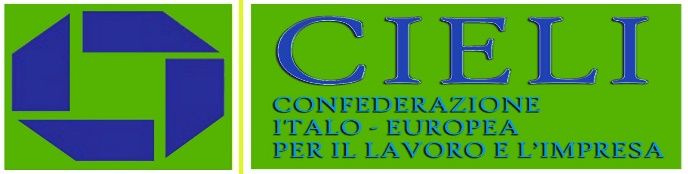 CIELI
CONFEDERAZIONE
ITALO - EUROPEA
PER IL LAVORO E L'IMPRESA